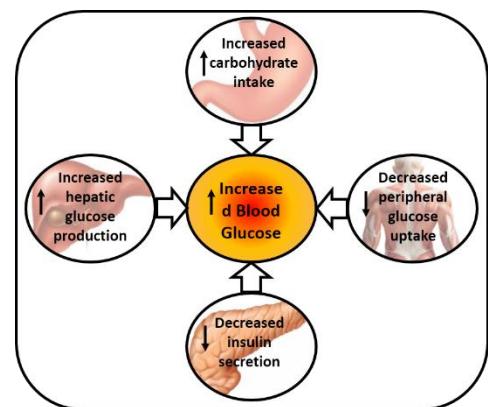 ↑ Increased
carbohydrate
intake
↑ Increased
hepatic
glucose
production
↑ Increase
d Blood
Glucose
↓ Decreased
peripheral
glucose
uptake
↓ Decreased
insulin
secretion